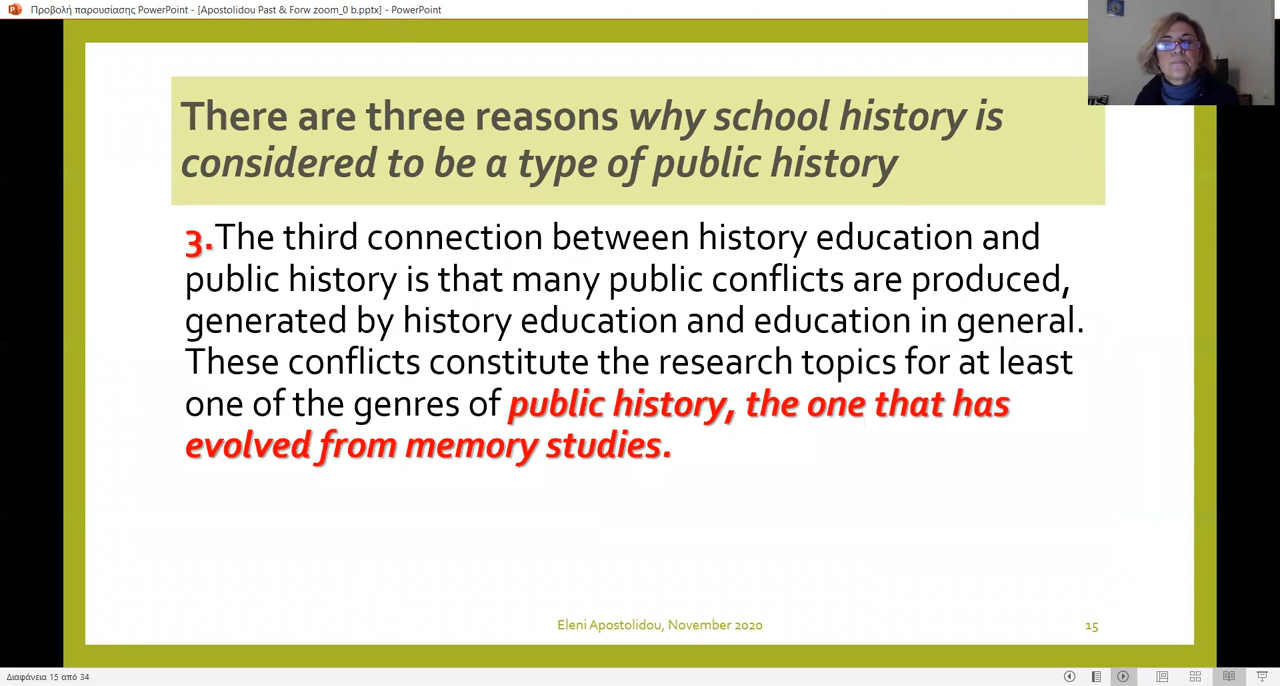 Προβολή παρουσίασης PowerPoint - [Apostolidou Past & Forw zoom_0 b.pptx] - PowerPoint
There are three reasons why school history is
considered to be a type of public history
3.The third connection between history education and
public history is that many public conflicts are produced,
generated by history education and education in general.
These conflicts constitute the research topics for at least
one of the genres of public history, the one that has
evolved from memory studies.
Eleni Apostolidou, November 2020
15
Διαφάνεια 15 από 34